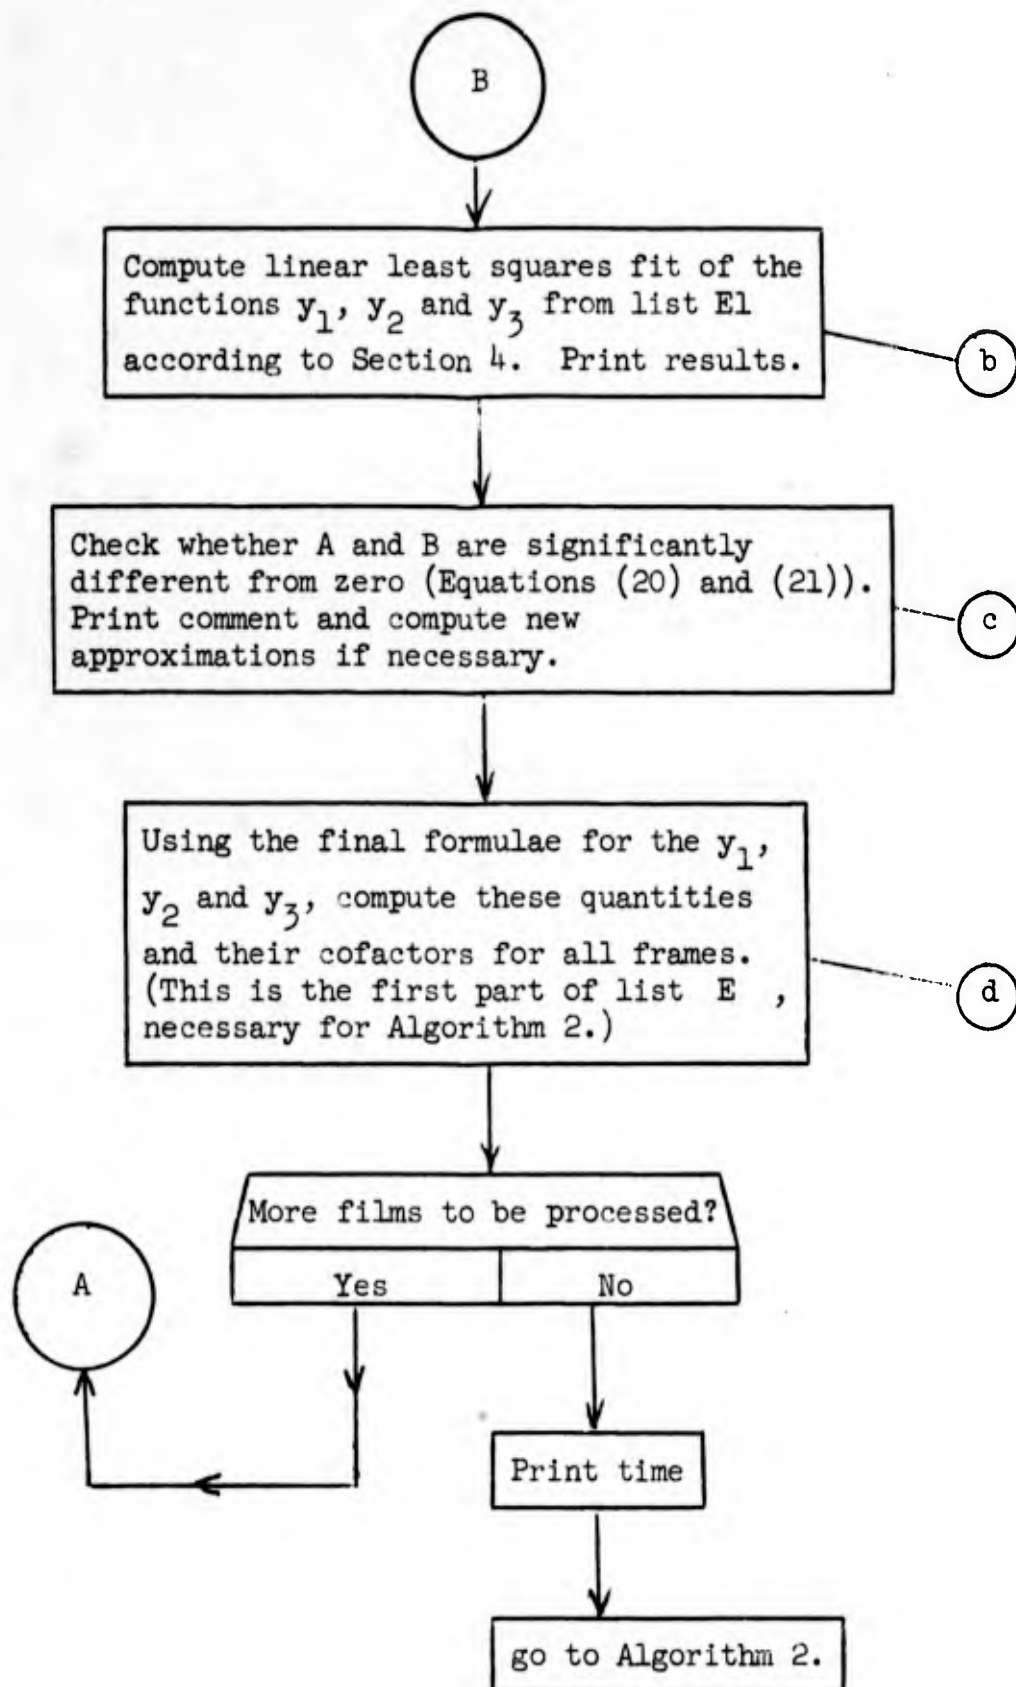 B
Compute linear least squares fit of the
functions y₁, y₂ and y₃ from list E1
according to Section 4. Print results.
b
Check whether A and B are significantly
different from zero (Equations (20) and (21)).
Print comment and compute new
approximations if necessary.
c
Using the final formulae for the y₁,
y₂ and y₃, compute these quantities
and their cofactors for all frames.
(This is the first part of list E ,
necessary for Algorithm 2.)
d
More films to be processed?
A
Yes No
Print time
go to Algorithm 2.